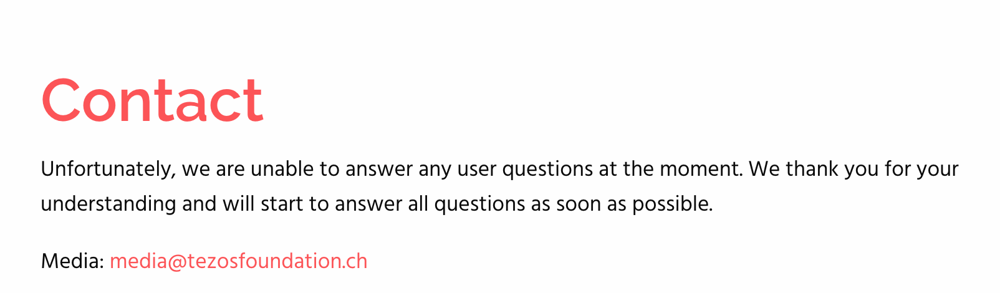 Contact
Unfortunately, we are unable to answer any user questions at the moment. We thank you for your
understanding and will start to answer all questions as soon as possible.
Media: media@tezosfoundation.ch